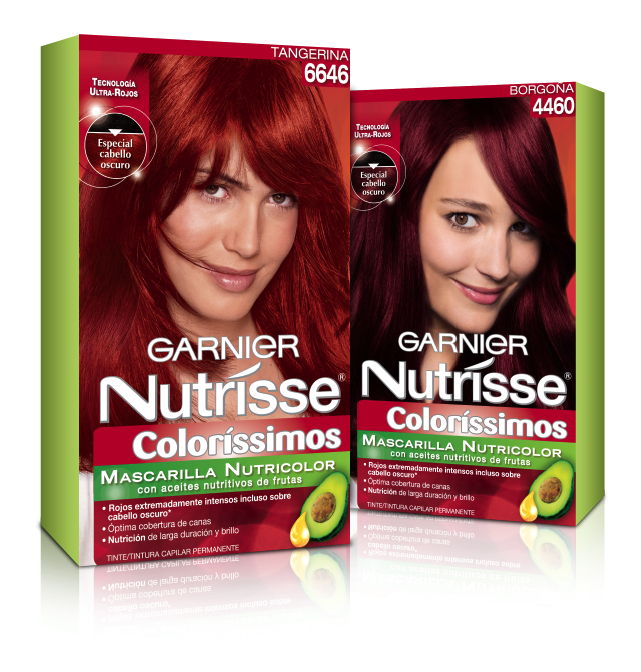 TANGERINA
6646
TECNOLOGÍA
ULTRA-ROJOS
Especial
cabello
oscuro
GARNIER
Nutrisse®
Coloríssimos
MASCARILLA NUTRICOLOR
con aceites nutritivos de frutas
• Rojos extremadamente intensos incluso sobre
cabello oscuro*
• Óptima cobertura de canas
• Nutrición de larga duración y brillo
TINTE/TINTURA CAPILAR PERMANENTE
BORGOÑA
4460
TECNOLOGÍA
ULTRA-ROJOS
Especial
cabello
oscuro
GARNIER
Nutrisse®
Coloríssimos
MASCARILLA NUTRICOLOR
con aceites nutritivos de frutas
• Rojos extremadamente intensos incluso sobre
cabello oscuro*
• Óptima cobertura de canas
• Nutrición de larga duración y brillo
TINTE/TINTURA CAPILAR PERMANENTE